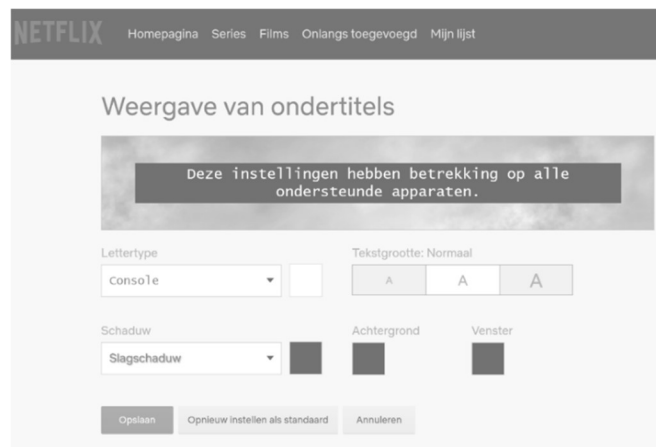 NETFLIX Homepagina Series Films Onlangs toegevoegd Mijn lijst
Weergave van ondertitels
Deze instellingen hebben betrekking op alle
ondersteunde apparaten.
Lettertype Tekstgrootte: Normaal
Console A A A
Schaduw Achtergrond Venster
Slagschaduw
Opslaan Opnieuw instellen als standaard Annuleren